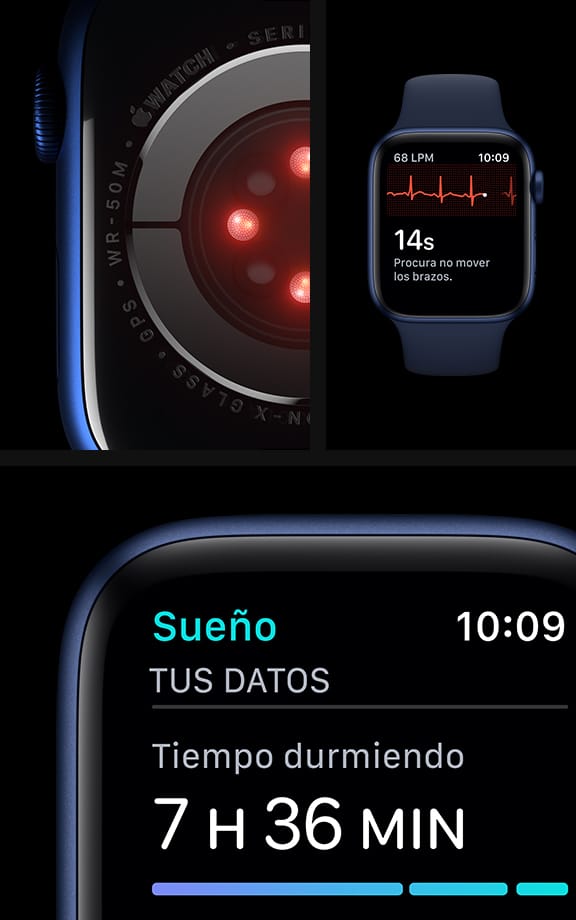 WATCH • SERI
WR-50M •
• GPS •
ON-X GLASS
68 LPM
10:09
14s
Procura no mover
los brazos.
Sueño
10:09
TUS DATOS
Tiempo durmiendo
7 H 36 MIN